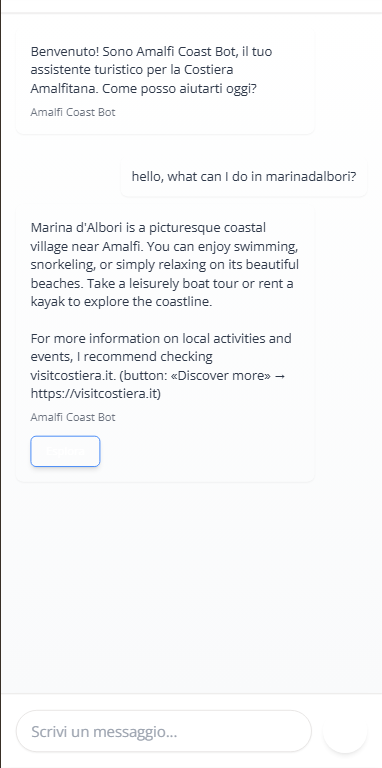 Benvenuto! Sono Amalfi Coast Bot, il tuo
assistente turistico per la Costiera
Amalfitana. Come posso aiutarti oggi?
Amalfi Coast Bot
hello, what can I do in marinadalbori?
Marina d'Albori is a picturesque coastal
village near Amalfi. You can enjoy swimming,
snorkeling, or simply relaxing on its beautiful
beaches. Take a leisurely boat tour or rent a
kayak to explore the coastline.
For more information on local activities and
events, I recommend checking
visitcostiera.it. (button: «Discover more» →
https://visitcostiera.it)
Amalfi Coast Bot
Scrivi un messaggio...